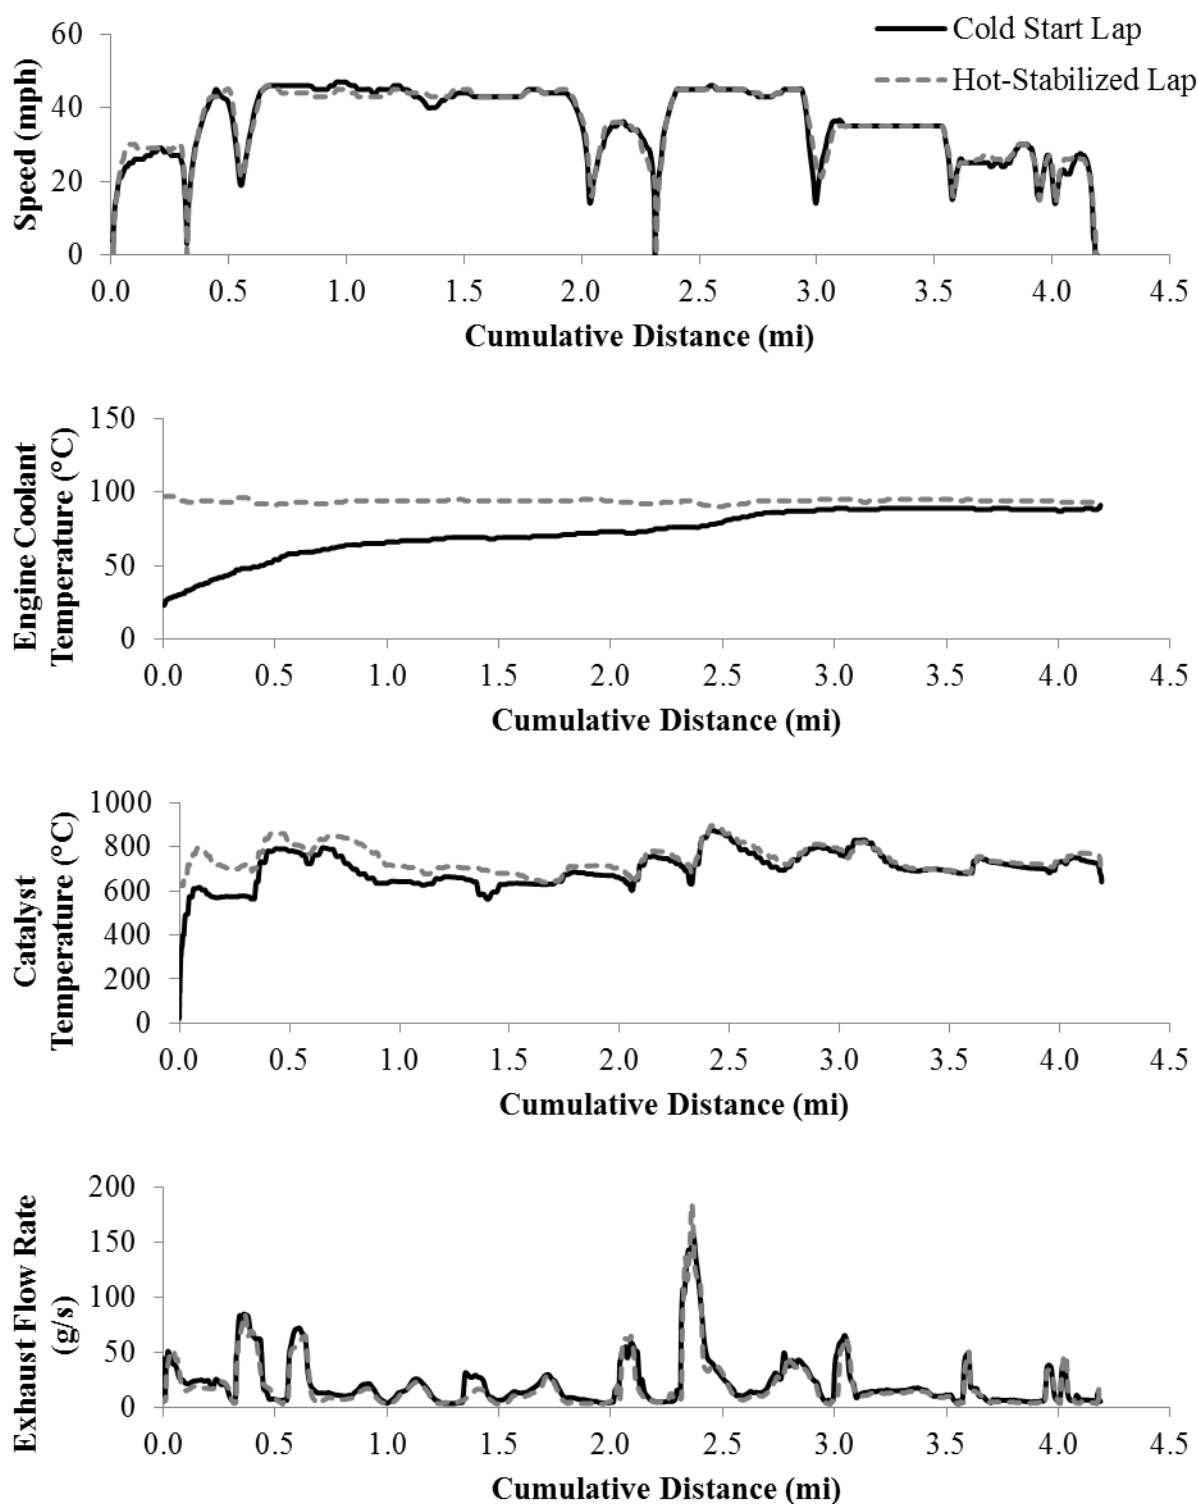 Cold Start Lap
Hot-Stabilized Lap
Speed (mph)
60
40
20
0
0.0 0.5 1.0 1.5 2.0 2.5 3.0 3.5 4.0 4.5
Cumulative Distance (mi)
Engine Coolant
Temperature (°C)
150
100
50
0
0.0 0.5 1.0 1.5 2.0 2.5 3.0 3.5 4.0 4.5
Cumulative Distance (mi)
Catalyst
Temperature (°C)
1000
800
600
400
200
0
0.0 0.5 1.0 1.5 2.0 2.5 3.0 3.5 4.0 4.5
Cumulative Distance (mi)
Exhaust Flow Rate
(g/s)
200
150
100
50
0
0.0 0.5 1.0 1.5 2.0 2.5 3.0 3.5 4.0 4.5
Cumulative Distance (mi)